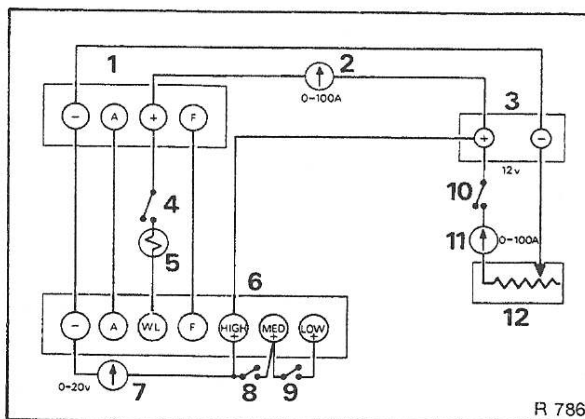 1
2
0-100A
3
− A + F
+ −
12v
4
5
10
11
0-100A
12
6
− A WL F HIGH + MED + LOW +
0-20v
7
8
9
R 786